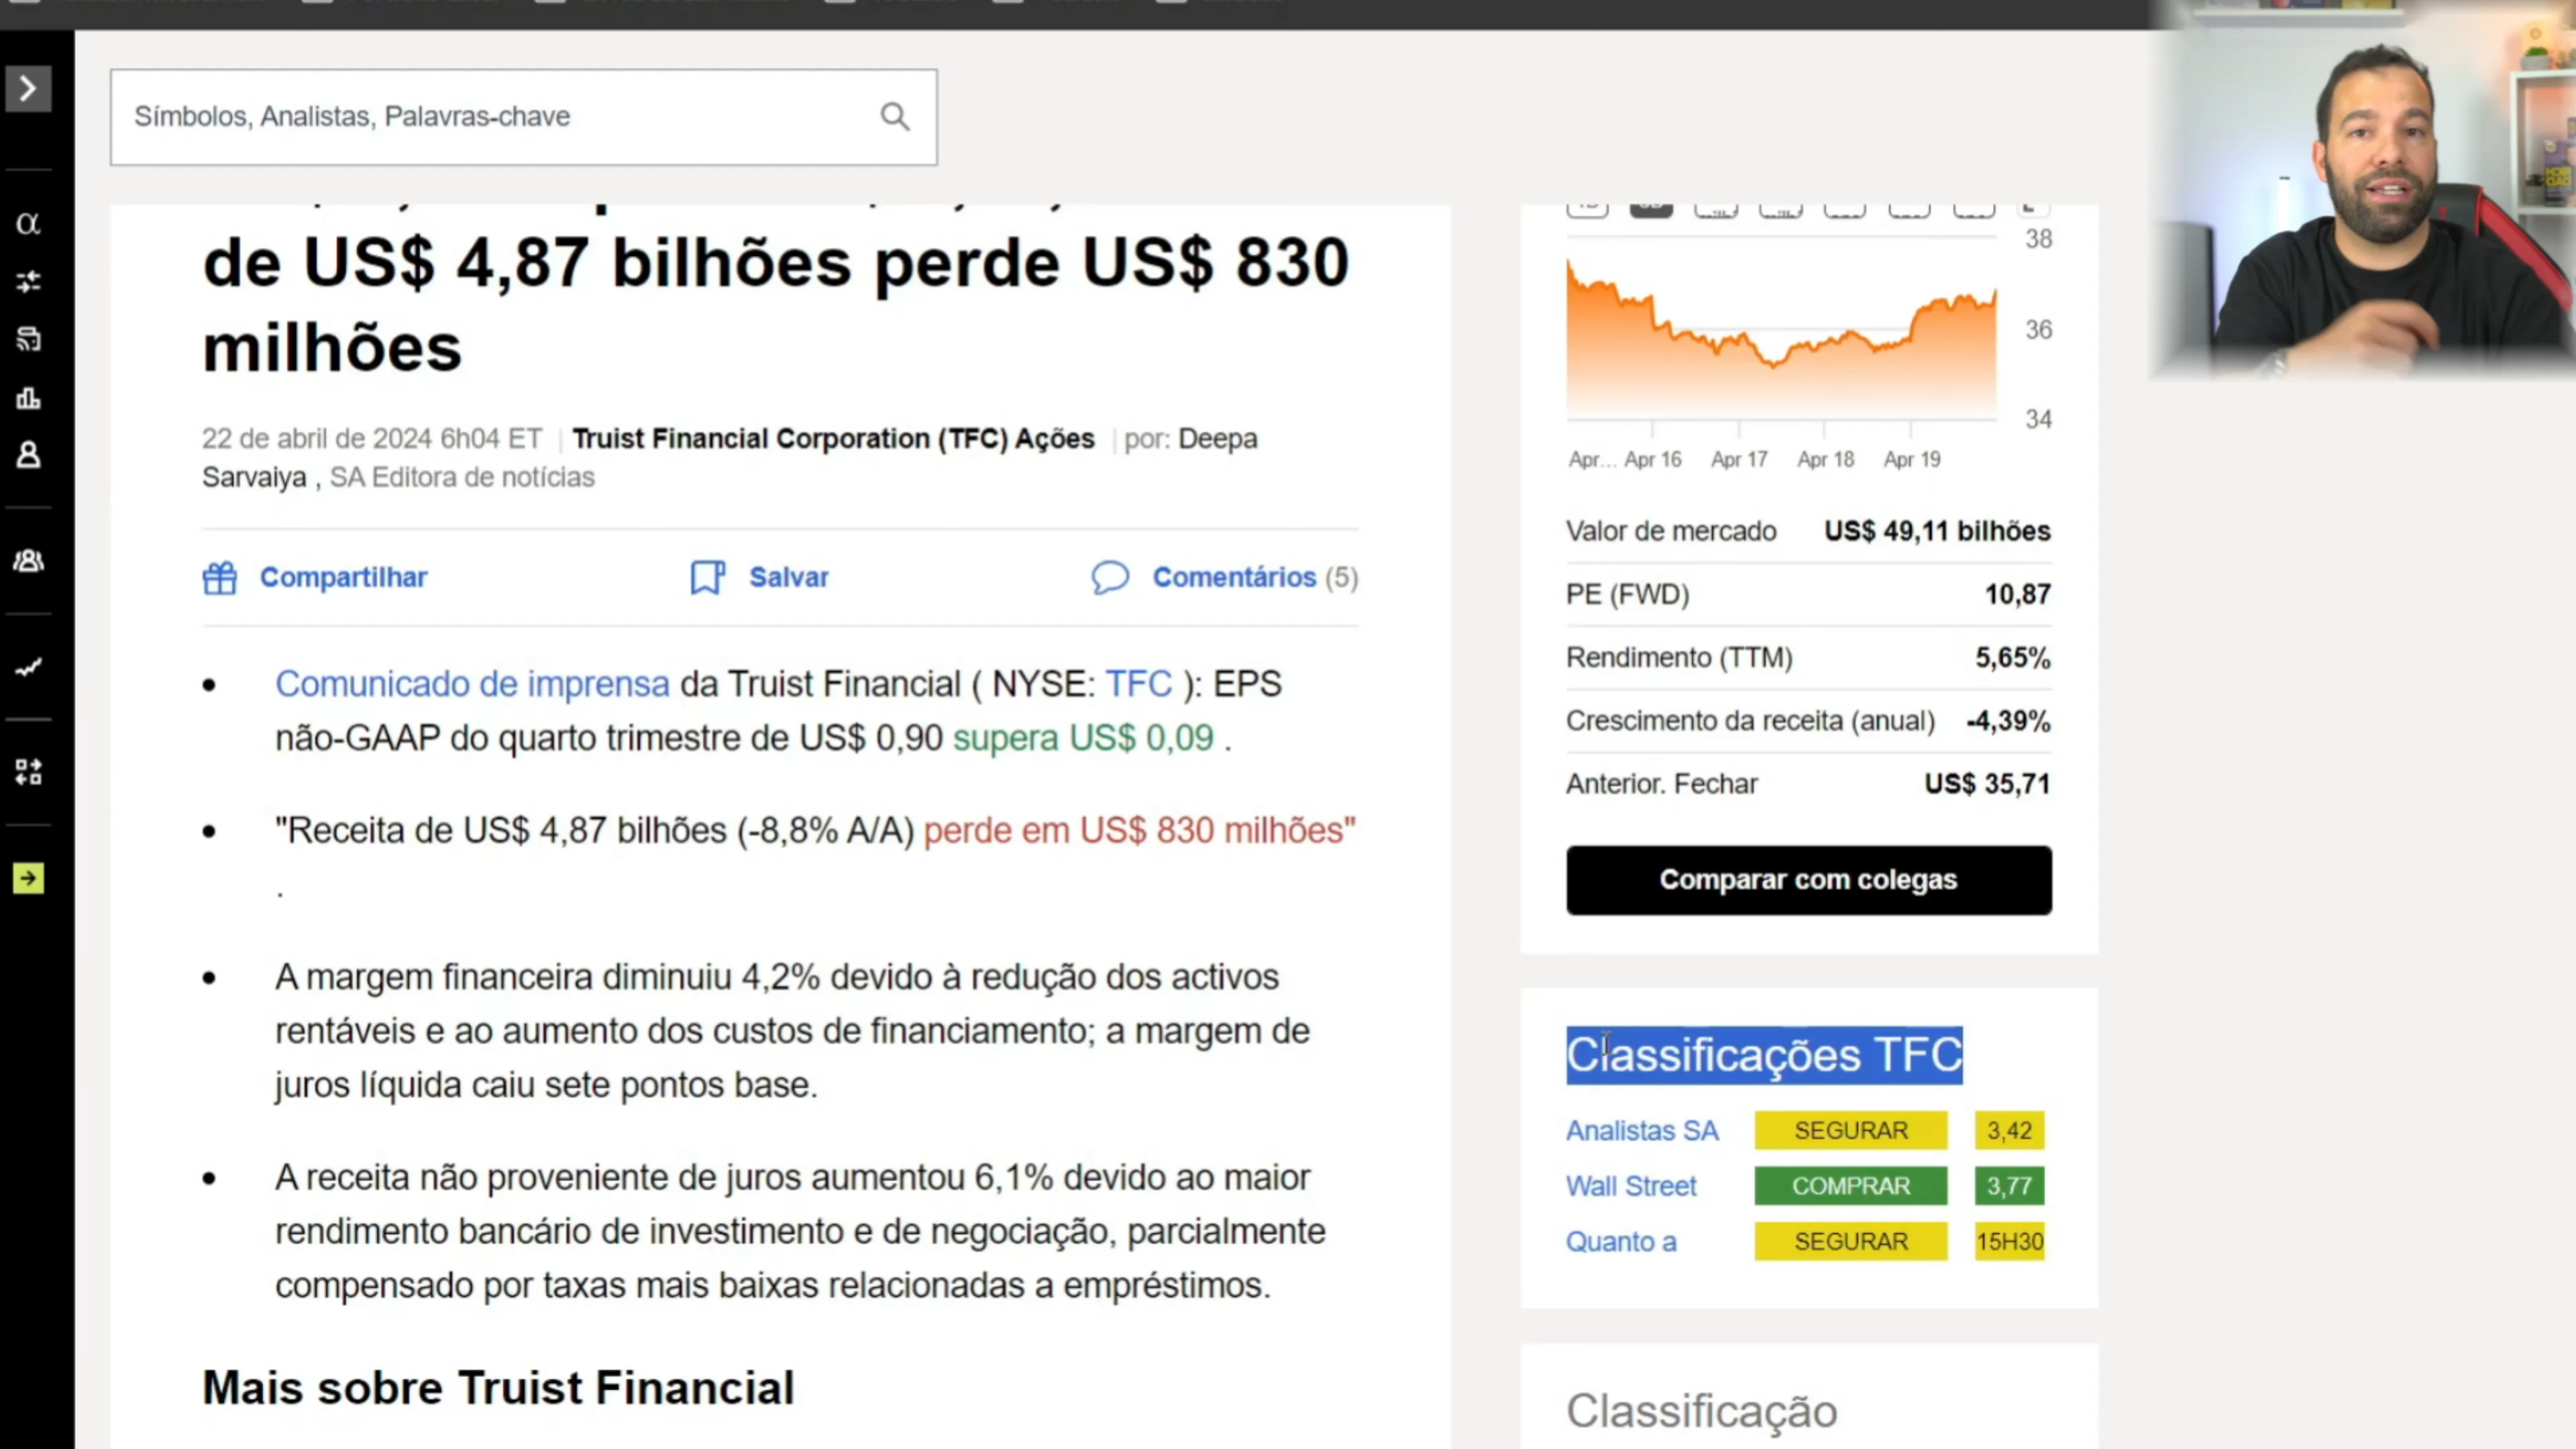 Símbolos, Analistas, Palavras-chave
de US$ 4,87 bilhões perde US$ 830
milhões
22 de abril de 2024 6h04 ET | Truist Financial Corporation (TFC) Ações | por: Deepa
Sarvaiya , SA Editora de notícias
Compartilhar
Salvar
Comentários (5)
Comunicado de imprensa da Truist Financial ( NYSE: TFC ): EPS
não-GAAP do quarto trimestre de US$ 0,90 supera US$ 0,09 .
"Receita de US$ 4,87 bilhões (-8,8% A/A) perde em US$ 830 milhões"
.
A margem financeira diminuiu 4,2% devido à redução dos activos
rentáveis e ao aumento dos custos de financiamento; a margem de
juros líquida caiu sete pontos base.
A receita não proveniente de juros aumentou 6,1% devido ao maior
rendimento bancário de investimento e de negociação, parcialmente
compensado por taxas mais baixas relacionadas a empréstimos.
Mais sobre Truist Financial
38
36
34
Apr... Apr 16 Apr 17 Apr 18 Apr 19
Valor de mercado US$ 49,11 bilhões
PE (FWD) 10,87
Rendimento (TTM) 5,65%
Crescimento da receita (anual) -4,39%
Anterior. Fechar US$ 35,71
Comparar com colegas
Classificações TFC
Analistas SA SEGURAR 3,42
Wall Street COMPRAR 3,77
Quanto a SEGURAR 15H30
Classificação